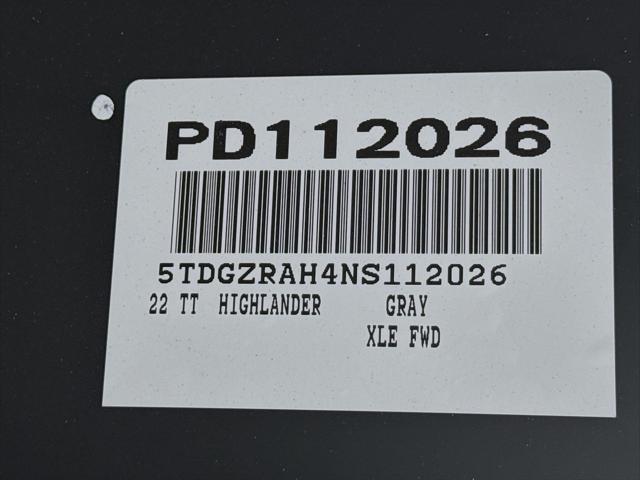 PD112026
5TDGZRAH4NS112026
22 TT HIGHLANDER GRAY
XLE FWD